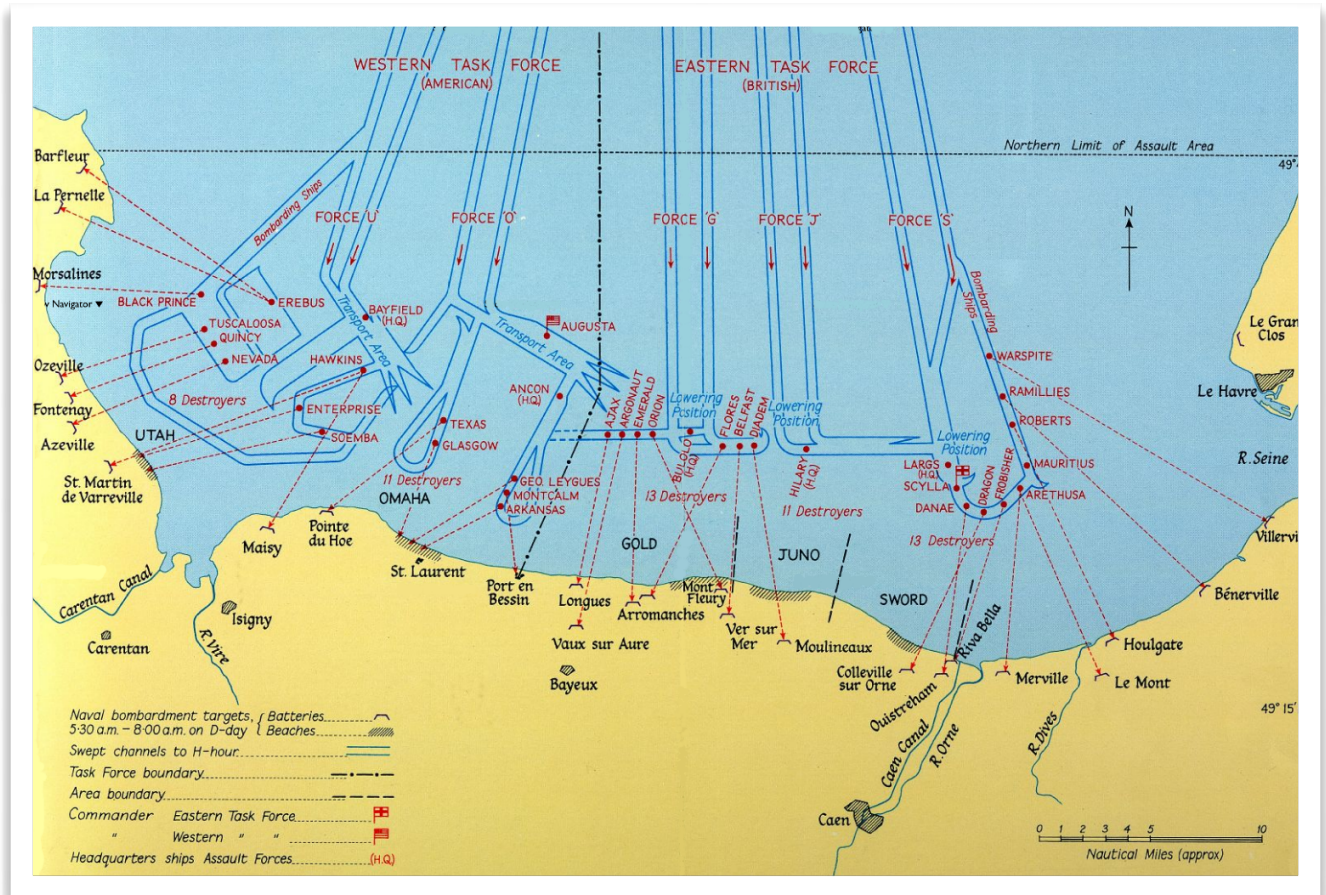 WESTERN TASK FORCE
(AMERICAN)
EASTERN TASK FORCE
(BRITISH)
Northern Limit of Assault Area
Barfleur
La Pernelle
Morsalines
Navigator ▼
Ozeville
Fontenay
Azeville
UTAH
St. Martin
de Varreville
Bombarding Ships
FORCE 'U'
FORCE 'O'
FORCE 'G'
FORCE 'J'
FORCE 'S'
N
BLACK PRINCE
EREBUS
TUSCALOOSA
QUINCY
NEVADA
8 Destroyers
HAWKINS
ENTERPRISE
SOEMBA
Transport Area
BAYFIELD
(H.Q.)
Transport Area
AUGUSTA
ANCON
(H.Q.)
TEXAS
GLASGOW
11 Destroyers
OMAHA
GEO. LEYGUES
MONTCALM
ARKANSAS
AJAX
ARGONAUT
EMERALD
ORION
Lowering
Position
BULOLO
(H.Q.)
FLORES
BELFAST
DIADEM
13 Destroyers
GOLD
Lowering
Position
HILARY
(H.Q.)
11 Destroyers
JUNO
Bombarding
Ships
WARSPITE
RAMILLIES
ROBERTS
MAURITIUS
ARETHUSA
Lowering
Position
LARGS
(H.Q.)
SCYLLA
DANAE
DRAGON
FROBISHER
13 Destroyers
SWORD
Le Havre
R. Seine
Bénerville
Houlgate
Le Mont
Merville
Riva Bella
Ouistreham
Colleville
sur Orne
Moulineaux
Ver sur
Mer
Mont
Fleury
Arromanches
Longues
Vaux sur Aure
Port en
Bessin
Bayeux
St. Laurent
Pointe
du Hoe
Maisy
Isigny
R. Vire
Carentan Canal
Carentan
Caen Canal
R. Orne
R. Dives
Caen
49° 15'
Naval bombardment targets,
5·30 a.m. – 8·00 a.m. on D-day
Batteries
Beaches
Swept channels to H-hour
Task Force boundary
Area boundary
Commander Eastern Task Force
" Western " "
Headquarters ships Assault Forces (H.Q.)
0 1 2 3 4 5 10
Nautical Miles (approx)